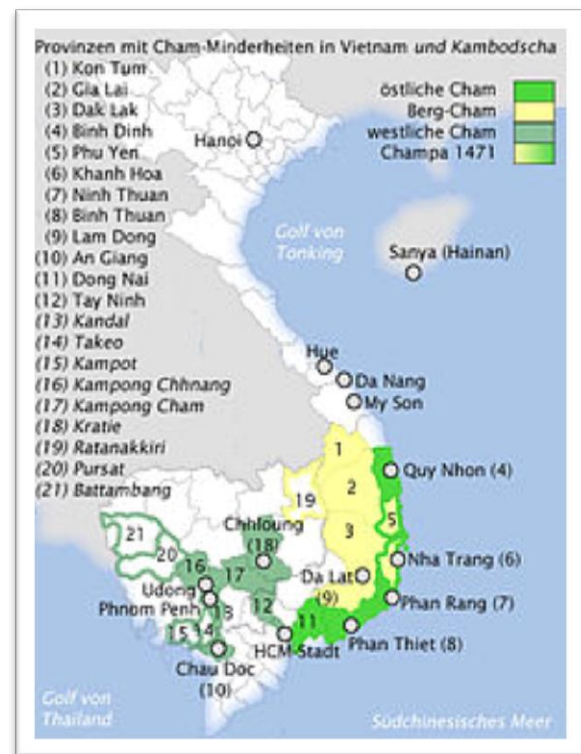 Provinzen mit Cham-Minderheiten in Vietnam und Kambodscha
(1) Kon Tum
(2) Gia Lai
(3) Dak Lak
(4) Binh Dinh
(5) Phu Yen
(6) Khanh Hoa
(7) Ninh Thuan
(8) Binh Thuan
(9) Lam Dong
(10) An Giang
(11) Dong Nai
(12) Tay Ninh
(13) Kandal
(14) Takeo
(15) Kampot
(16) Kampong Chhnang
(17) Kampong Cham
(18) Kratie
(19) Ratanakkiri
(20) Pursat
(21) Battambang
östliche Cham
Berg-Cham
westliche Cham
Champa 1471
Hanoi
Golf von
Tonking
Sanya (Hainan)
Hue
Da Nang
My Son
1
2
Quy Nhon (4)
19
5
3
21
20
Chhloung
(18)
16
17
Nha Trang (6)
Da Lat
(9)
Udong
Phnom Penh
13
12
Phan Rang (7)
15
14
11
HCM-Stadt
Phan Thiet (8)
Chau Doc
(10)
Golf von
Thailand
Südchinesisches Meer